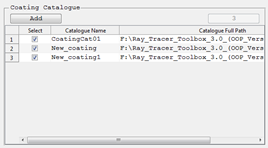 Coating Catalogue
Add 3
Select Catalogue Name Catalogue Full Path
1 CoatingCat01 F:\Ray_Tracer_Toolbox_3.0_(OOP_Vers
2 New_coating F:\Ray_Tracer_Toolbox_3.0_(OOP_Vers
3 New_coating1 F:\Ray_Tracer_Toolbox_3.0_(OOP_Vers